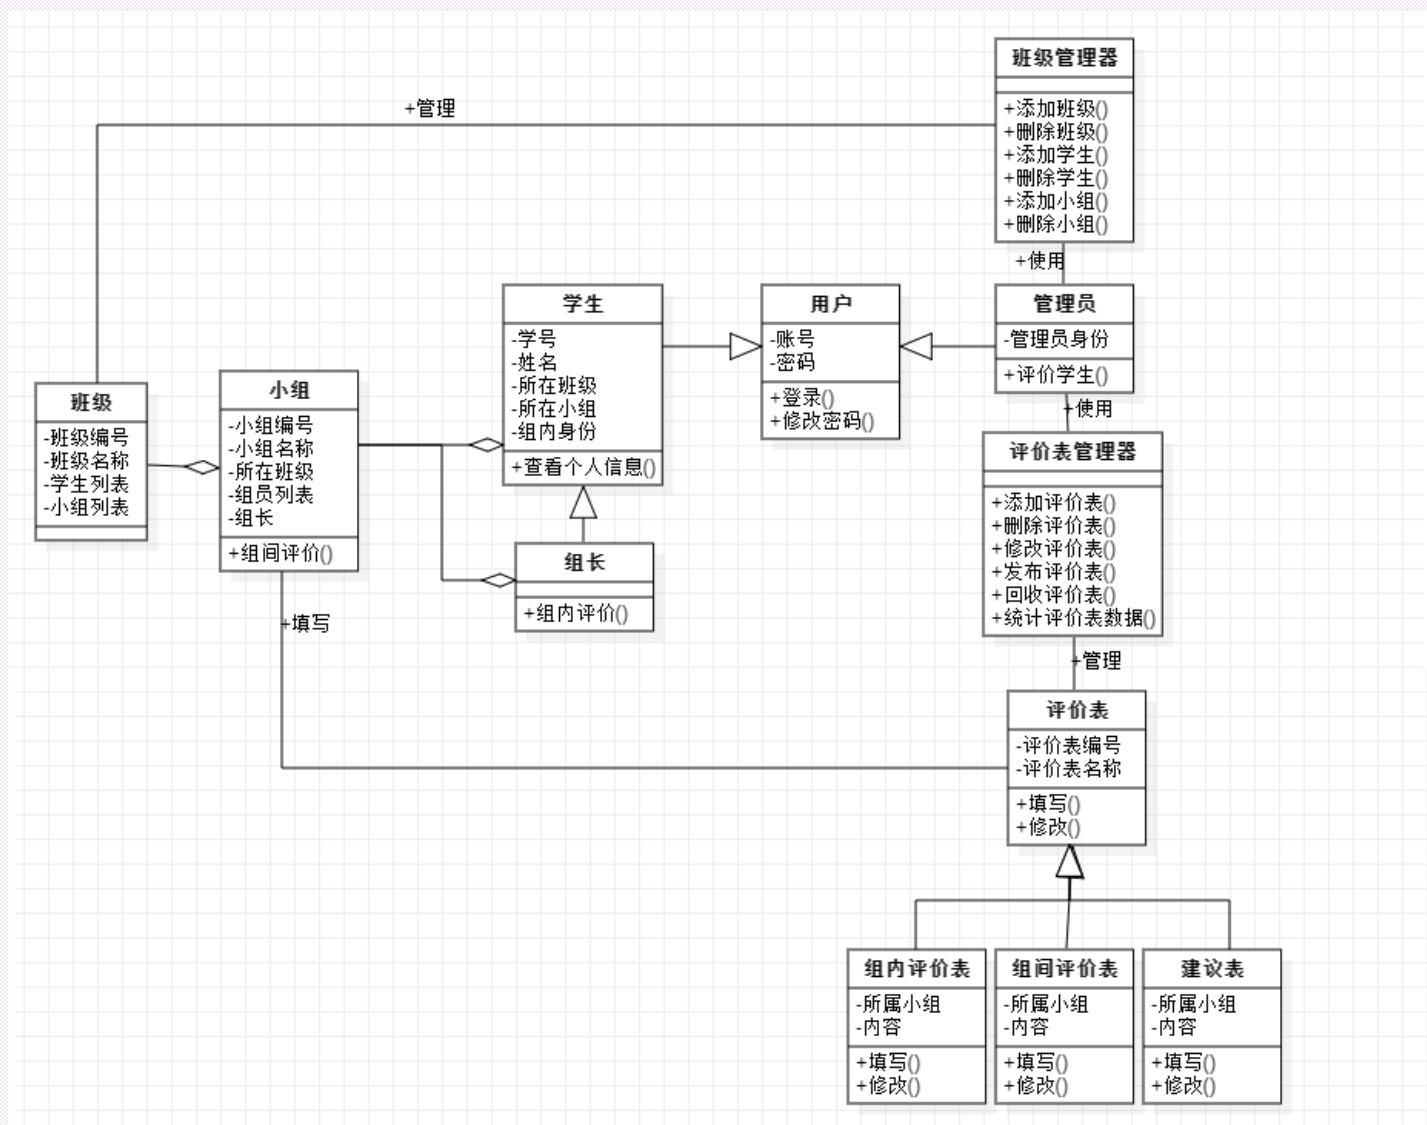 班级管理器
+添加班级()
+删除班级()
+添加学生()
+删除学生()
+添加小组()
+删除小组()
+管理
+使用
学生
-学号
-姓名
-所在班级
-所在小组
-组内身份
+查看个人信息()
用户
-账号
-密码
+登录()
+修改密码()
管理员
-管理员身份
+评价学生()
+使用
班级
-班级编号
-班级名称
-学生列表
-小组列表
小组
-小组编号
-小组名称
-所在班级
-组员列表
-组长
+组间评价()
+填写
组长
+组内评价()
评价表管理器
+添加评价表()
+删除评价表()
+修改评价表()
+发布评价表()
+回收评价表()
+统计评价表数据()
+管理
评价表
-评价表编号
-评价表名称
+填写()
+修改()
组内评价表
-所属小组
-内容
+填写()
+修改()
组间评价表
-所属小组
-内容
+填写()
+修改()
建议表
-所属小组
-内容
+填写()
+修改()